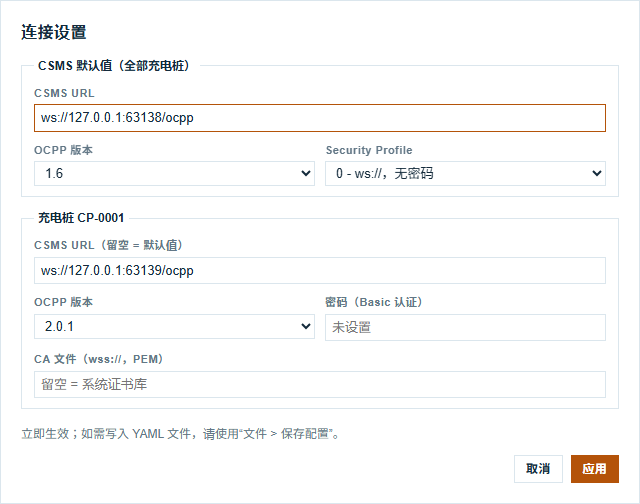 连接设置
CSMS 默认值（全部充电桩）
CSMS URL
ws://127.0.0.1:63138/ocpp
OCPP 版本
Security Profile
1.6
0 - ws://，无密码
充电桩 CP-0001
CSMS URL（留空 = 默认值）
ws://127.0.0.1:63139/ocpp
OCPP 版本
密码（Basic 认证）
2.0.1
未设置
CA 文件（wss://，PEM）
留空 = 系统证书库
立即生效；如需写入 YAML 文件，请使用“文件 > 保存配置”。
取消
应用